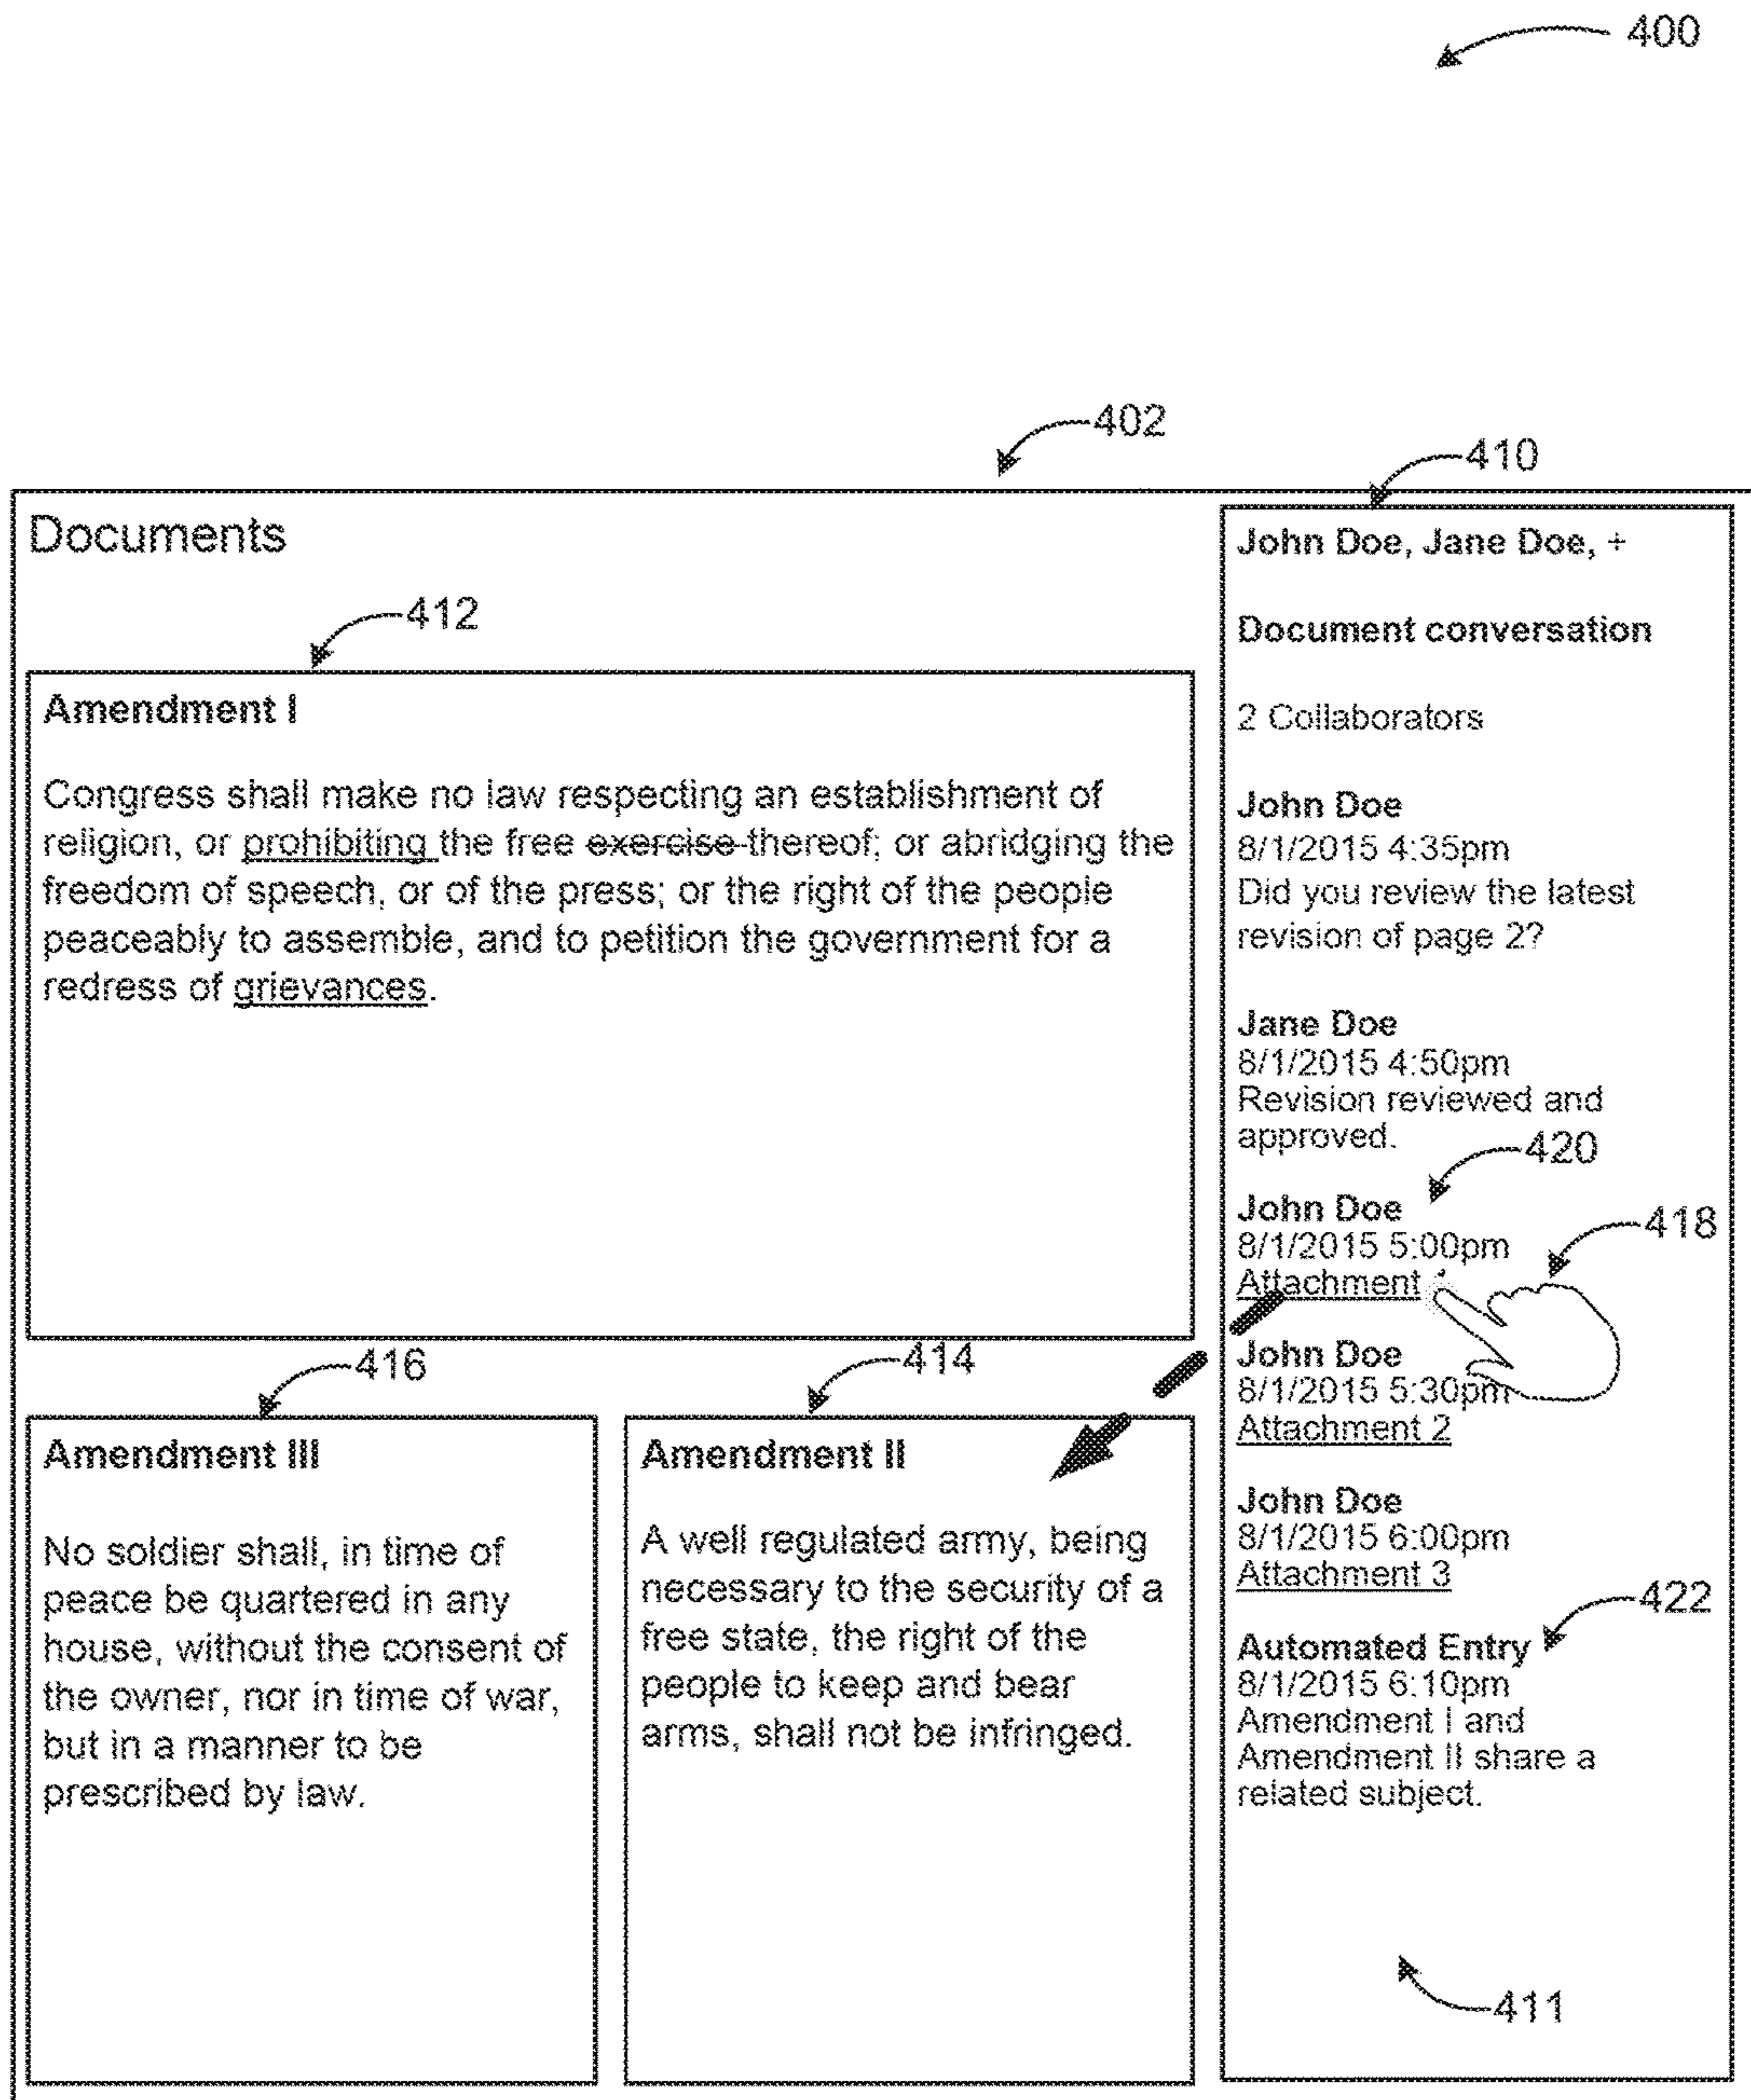 400
402
410
Documents
412
Amendment I
Congress shall make no law respecting an establishment of
religion, or prohibiting the free exercise thereof; or abridging the
freedom of speech, or of the press; or the right of the people
peaceably to assemble, and to petition the government for a
redress of grievances.
416
Amendment III
No soldier shall, in time of
peace be quartered in any
house, without the consent of
the owner, nor in time of war,
but in a manner to be
prescribed by law.
414
Amendment II
A well regulated army, being
necessary to the security of a
free state, the right of the
people to keep and bear
arms, shall not be infringed.
John Doe, Jane Doe, +
Document conversation
2 Collaborators
John Doe
8/1/2015 4:35pm
Did you review the latest
revision of page 2?
Jane Doe
8/1/2015 4:50pm
Revision reviewed and
approved.
420
John Doe
418
8/1/2015 5:00pm
Attachment
John Doe
8/1/2015 5:30pm
Attachment 2
John Doe
8/1/2015 6:00pm
Attachment 3
422
Automated Entry
8/1/2015 6:10pm
Amendment I and
Amendment II share a
related subject.
411